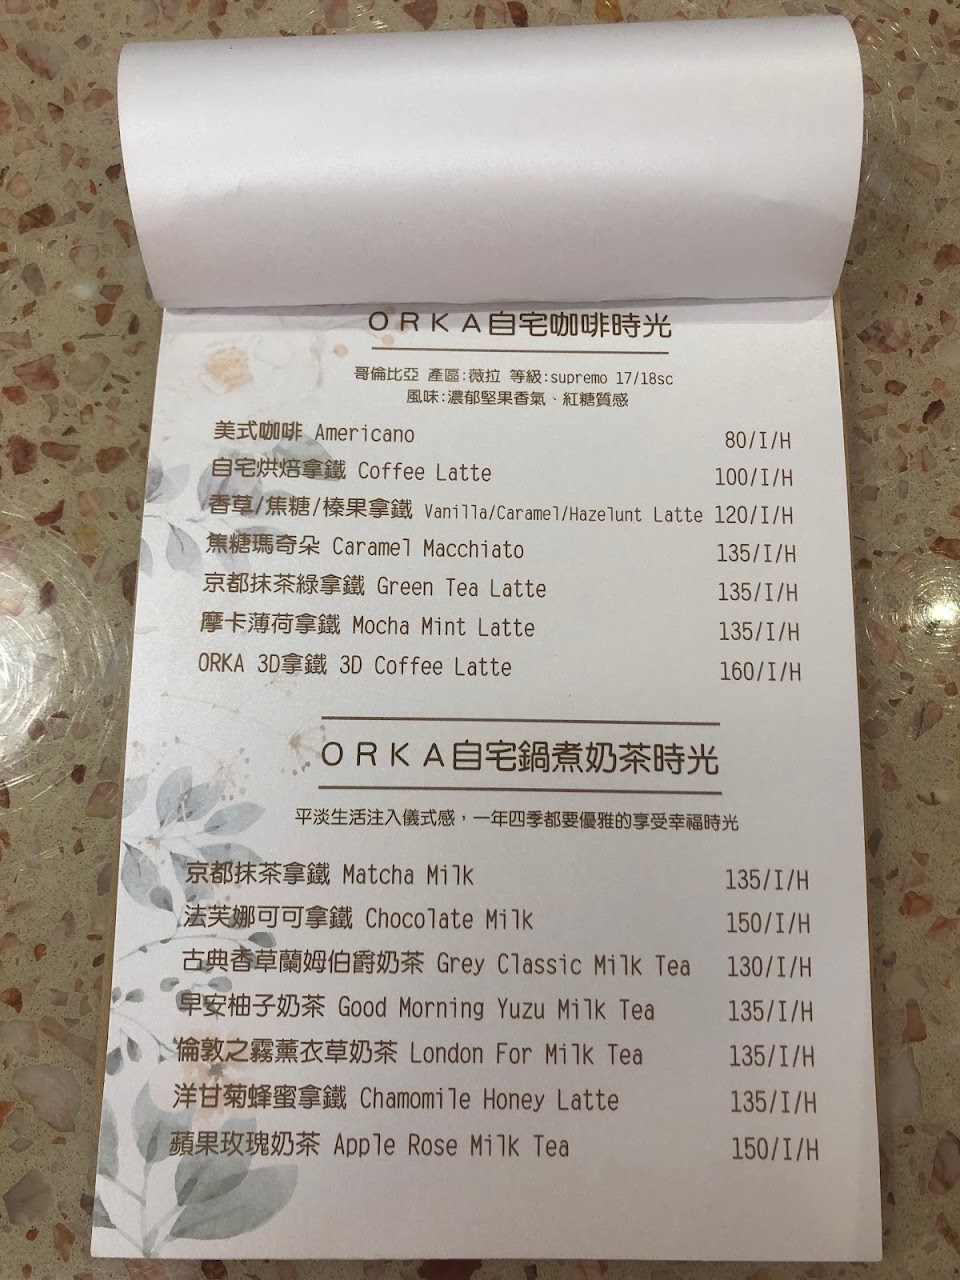 ORKA自宅咖啡時光
哥倫比亞 產區:薇拉 等級:supremo 17/18sc
風味:濃郁堅果香氣、紅糖質感
美式咖啡 Americano 80/I/H
自宅烘焙拿鐵 Coffee Latte 100/I/H
香草/焦糖/榛果拿鐵 Vanilla/Caramel/Hazelunt Latte 120/I/H
焦糖瑪奇朵 Caramel Macchiato 135/I/H
京都抹茶綠拿鐵 Green Tea Latte 135/I/H
摩卡薄荷拿鐵 Mocha Mint Latte 135/I/H
ORKA 3D拿鐵 3D Coffee Latte 160/I/H
ORKA自宅鍋煮奶茶時光
平淡生活注入儀式感，一年四季都要優雅的享受幸福時光
京都抹茶拿鐵 Matcha Milk 135/I/H
法芙娜可可拿鐵 Chocolate Milk 150/I/H
古典香草蘭姆伯爵奶茶 Grey Classic Milk Tea 130/I/H
早安柚子奶茶 Good Morning Yuzu Milk Tea 135/I/H
倫敦之霧薰衣草奶茶 London For Milk Tea 135/I/H
洋甘菊蜂蜜拿鐵 Chamomile Honey Latte 135/I/H
蘋果玫瑰奶茶 Apple Rose Milk Tea 150/I/H